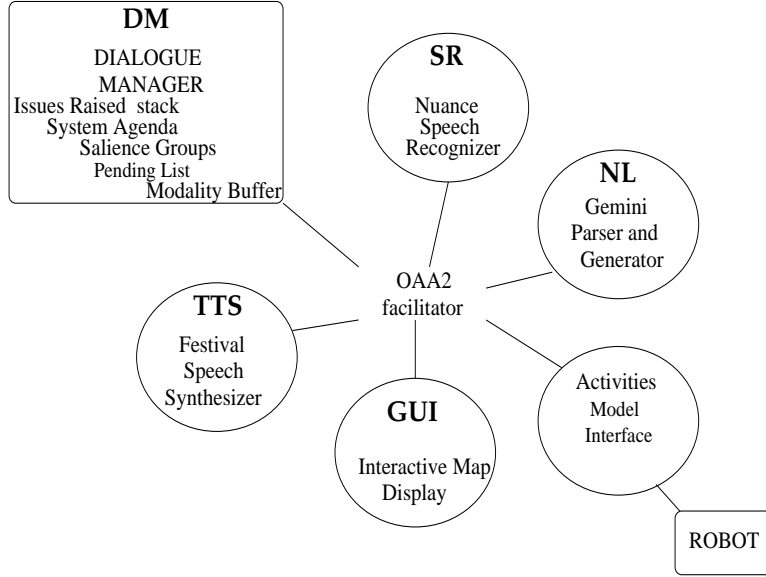 DM
DIALOGUE
MANAGER
Issues Raised stack
System Agenda
Salience Groups
Pending List
Modality Buffer
SR
Nuance
Speech
Recognizer
NL
Gemini
Parser and
Generator
OAA2
facilitator
TTS
Festival
Speech
Synthesizer
GUI
Interactive Map
Display
Activities
Model
Interface
ROBOT